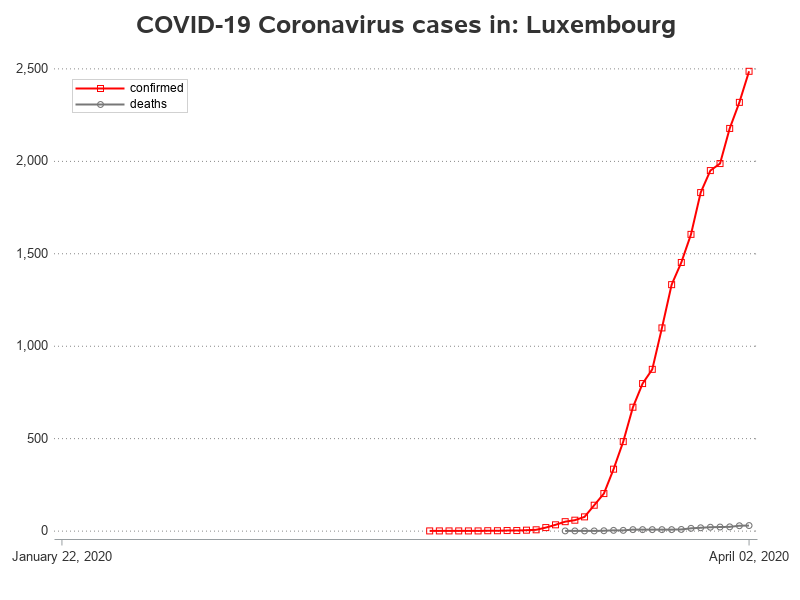 COVID-19 Coronavirus cases in: Luxembourg
2,500
confirmed
deaths
2,000
1,500
1,000
500
0
January 22, 2020
April 02, 2020